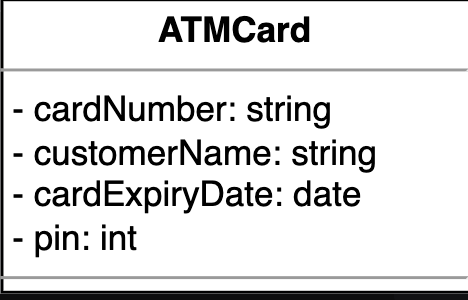 ATMCard
- cardNumber: string
- customerName: string
- cardExpiryDate: date
- pin: int